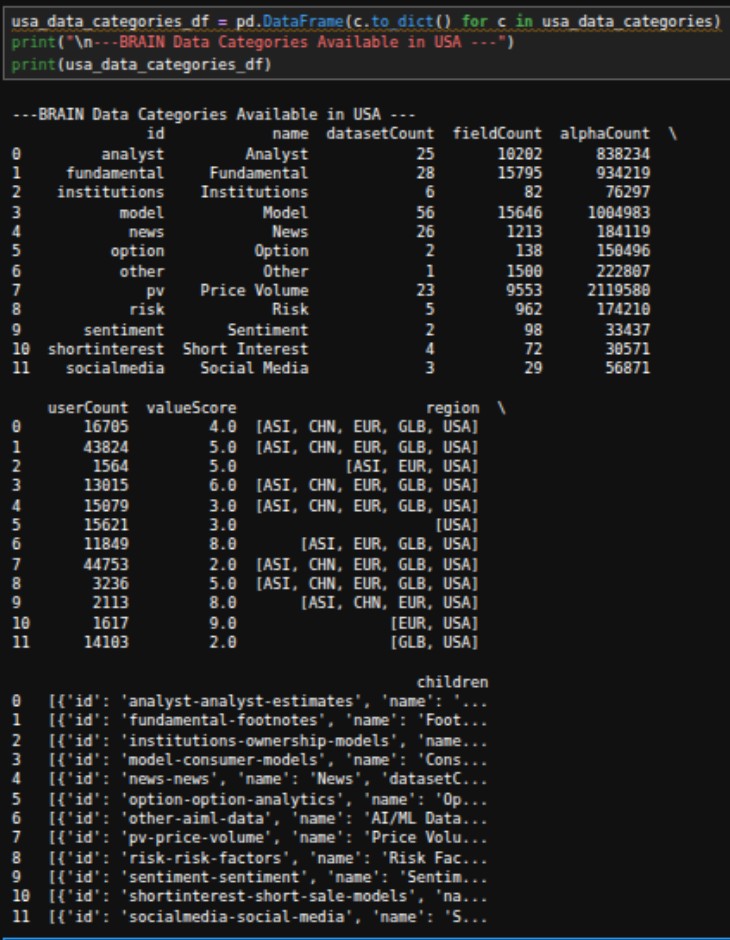 usa_data_categories_df = pd.DataFrame(c.to_dict() for c in usa_data_categories)
print("\n---BRAIN Data Categories Available in USA ---")
print(usa_data_categories_df)
---BRAIN Data Categories Available in USA ---
id name datasetCount fieldCount alphaCount \
0 analyst Analyst 25 10202 838234
1 fundamental Fundamental 28 15795 934219
2 institutions Institutions 6 82 76297
3 model Model 56 15646 1004983
4 news News 26 1213 184119
5 option Option 2 138 150496
6 other Other 1 1500 222807
7 pv Price Volume 23 9553 2119580
8 risk Risk 5 962 174210
9 sentiment Sentiment 2 98 33437
10 shortinterest Short Interest 4 72 30571
11 socialmedia Social Media 3 29 56871
userCount valueScore region \
0 16705 4.0 [ASI, CHN, EUR, GLB, USA]
1 43824 5.0 [ASI, CHN, EUR, GLB, USA]
2 1564 5.0 [ASI, EUR, USA]
3 13015 6.0 [ASI, CHN, EUR, GLB, USA]
4 15079 3.0 [ASI, CHN, EUR, GLB, USA]
5 15621 3.0 [USA]
6 11849 8.0 [ASI, EUR, GLB, USA]
7 44753 2.0 [ASI, CHN, EUR, GLB, USA]
8 3236 5.0 [ASI, CHN, EUR, GLB, USA]
9 2113 8.0 [ASI, CHN, EUR, USA]
10 1617 9.0 [EUR, USA]
11 14103 2.0 [GLB, USA]
children
0 [{'id': 'analyst-analyst-estimates', 'name': '...
1 [{'id': 'fundamental-footnotes', 'name': 'Foot...
2 [{'id': 'institutions-ownership-models', 'name...
3 [{'id': 'model-consumer-models', 'name': 'Cons...
4 [{'id': 'news-news', 'name': 'News', 'datasetC...
5 [{'id': 'option-option-analytics', 'name': 'Op...
6 [{'id': 'other-aiml-data', 'name': 'AI/ML Data...
7 [{'id': 'pv-price-volume', 'name': 'Price Volu...
8 [{'id': 'risk-risk-factors', 'name': 'Risk Fac...
9 [{'id': 'sentiment-sentiment', 'name': 'Sentim...
10 [{'id': 'shortinterest-short-sale-models', 'na...
11 [{'id': 'socialmedia-social-media', 'name': 'S...